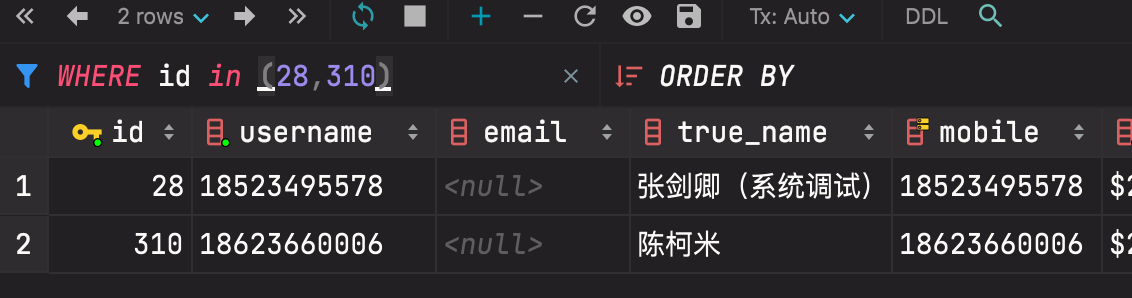 2 rows Tx: Auto DDL
WHERE id in (28,310) ORDER BY
id username email true_name mobile
1 28 18523495578 <null> 张剑卿（系统调试） 18523495578 $2
2 310 18623660006 <null> 陈柯米 18623660006 $2